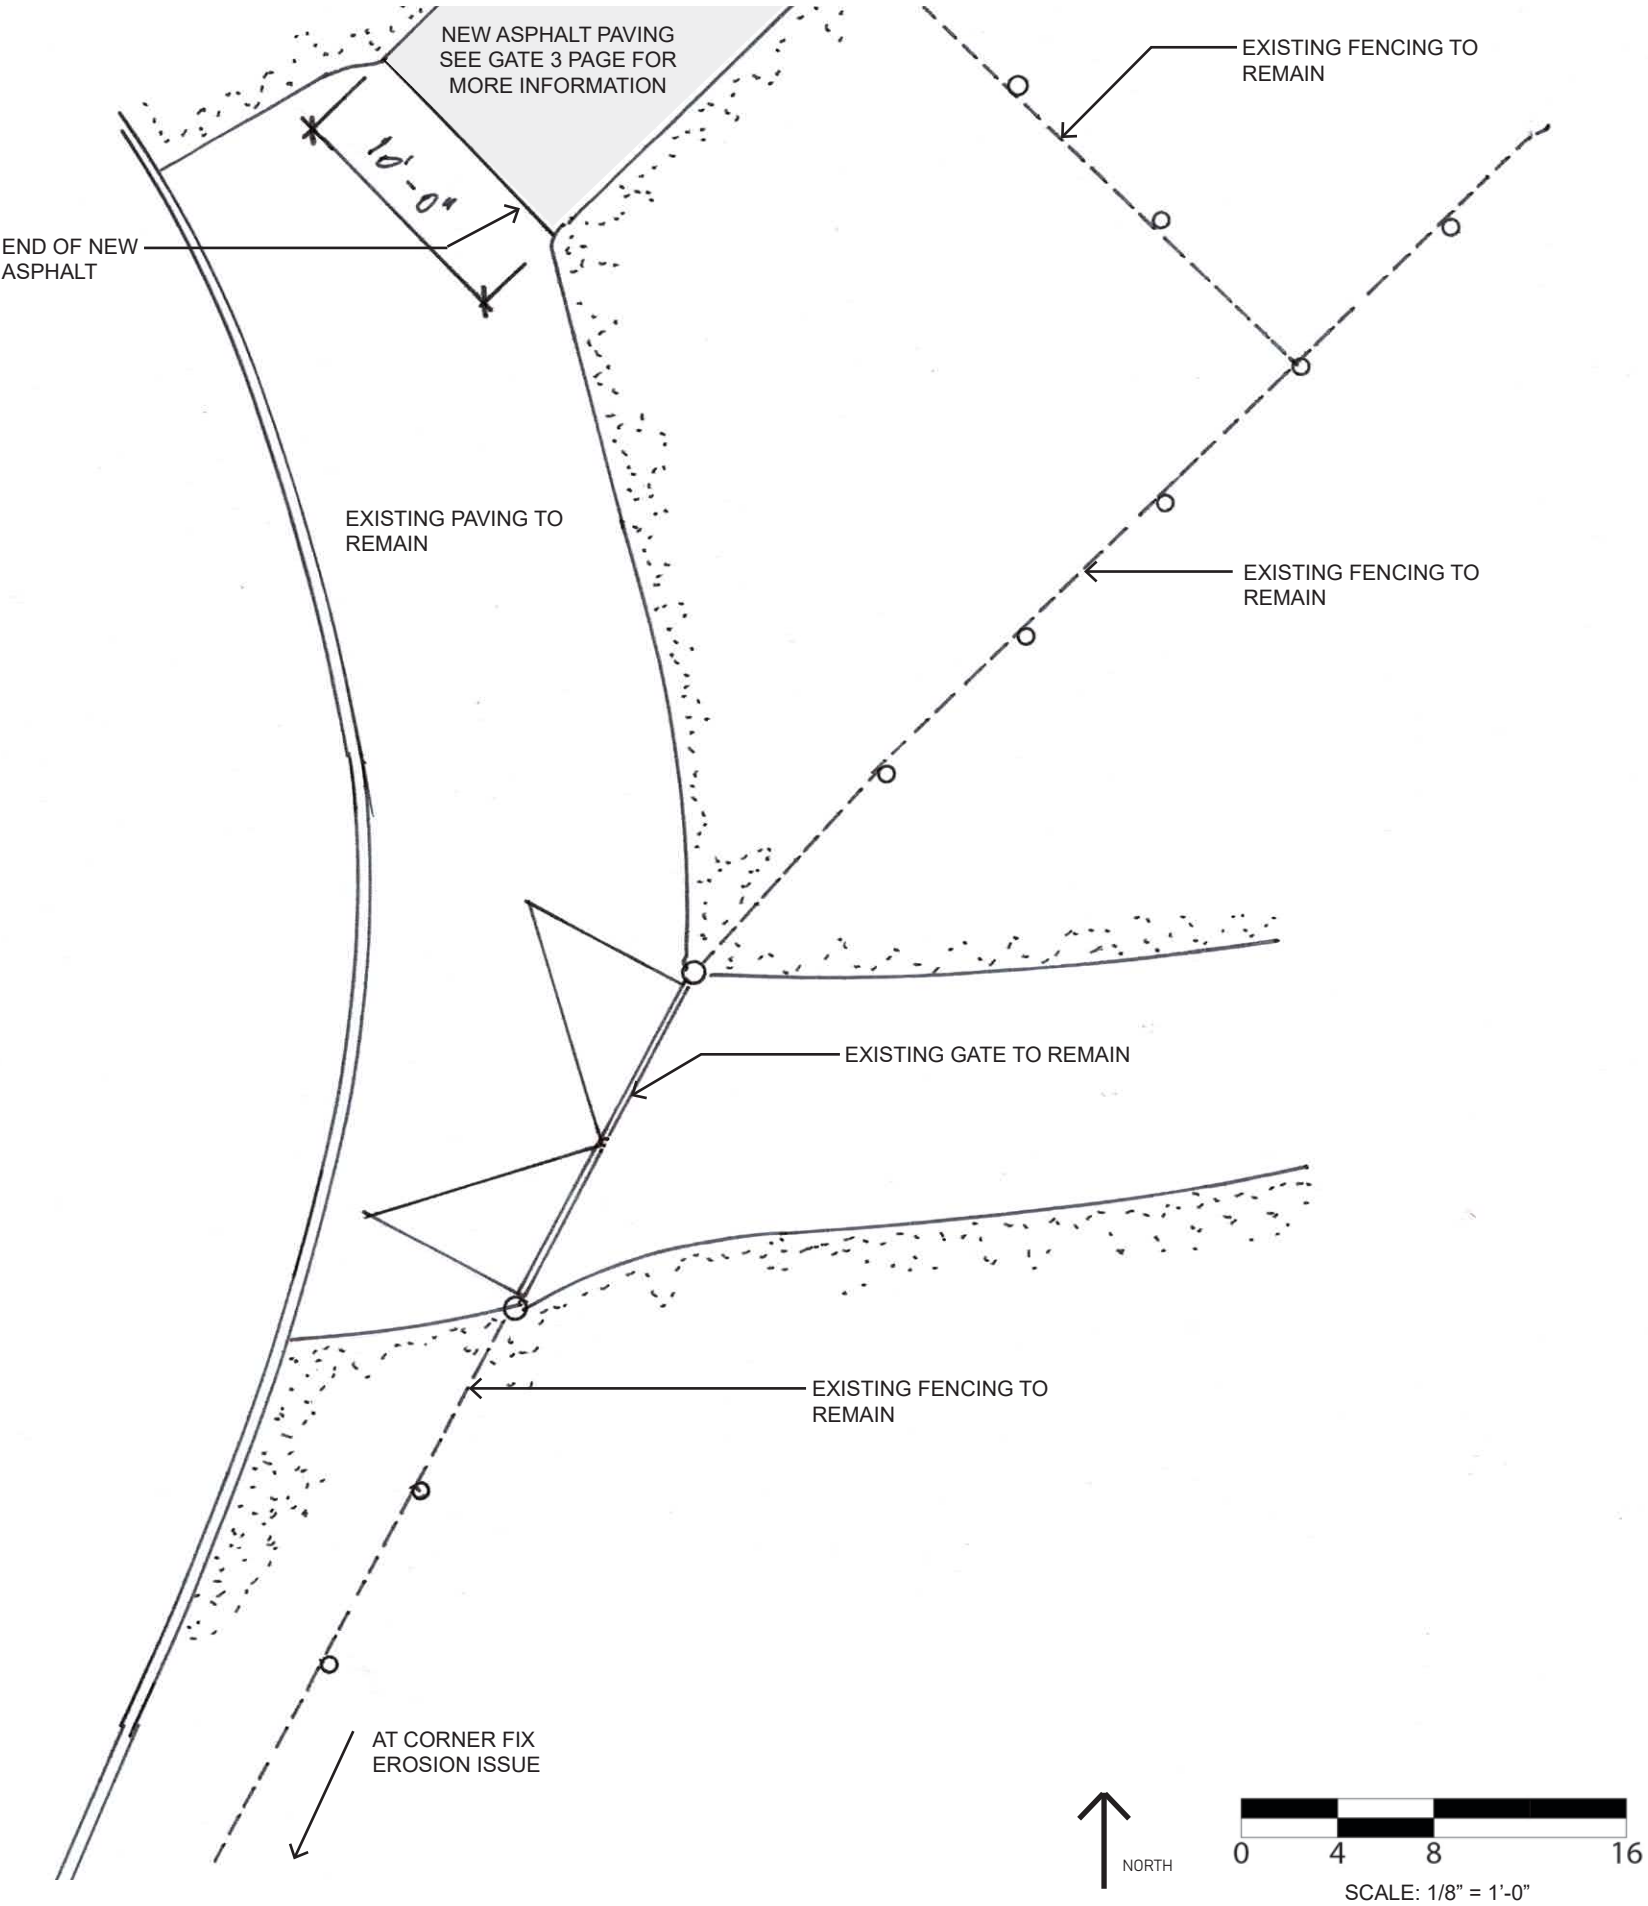 NEW ASPHALT PAVING
SEE GATE 3 PAGE FOR
MORE INFORMATION
EXISTING FENCING TO
REMAIN
10'-0"
END OF NEW
ASPHALT
EXISTING PAVING TO
REMAIN
EXISTING FENCING TO
REMAIN
EXISTING GATE TO REMAIN
EXISTING FENCING TO
REMAIN
AT CORNER FIX
EROSION ISSUE
NORTH
0 4 8 16
SCALE: 1/8” = 1’-0”